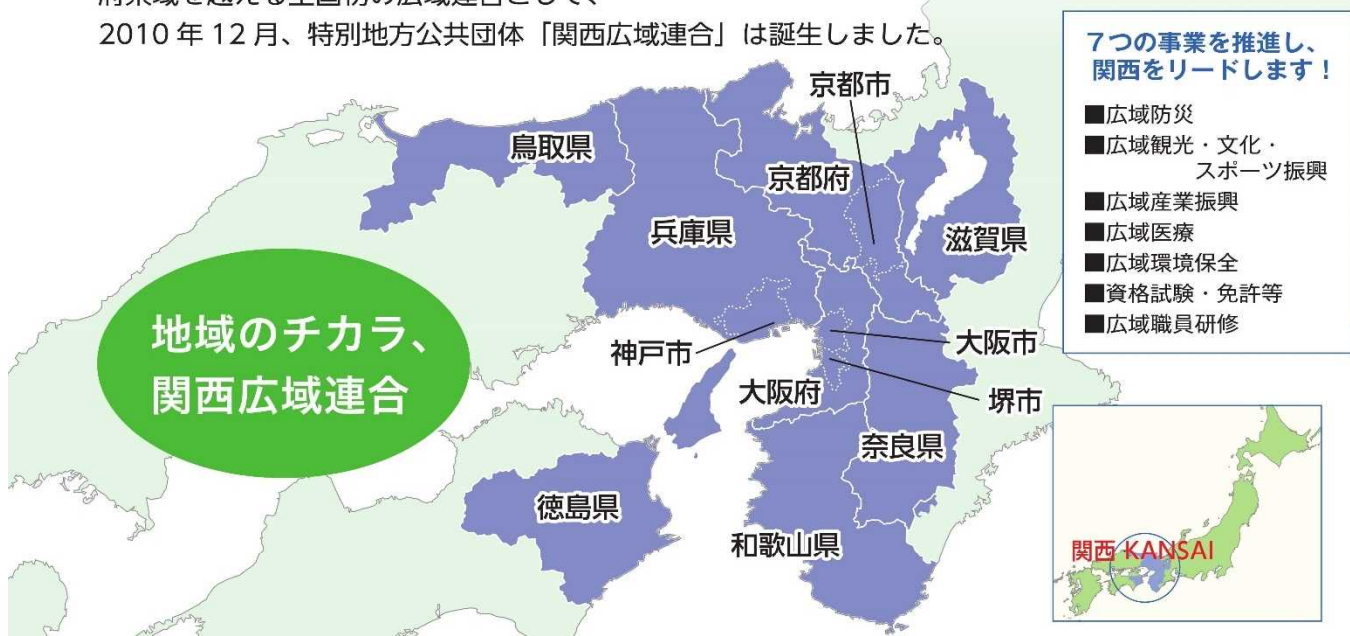 2010年12月、特別地方公共団体「関西広域連合」は誕生しました。
7つの事業を推進し、
関西をリードします!
■広域防災
■広域観光・文化・
スポーツ振興
■広域産業振興
■広域医療
■広域環境保全
■資格試験・免許等
■広域職員研修
京都市
鳥取県
京都府
兵庫県
滋賀県
地域のチカラ、
関西広域連合
神戸市
大阪市
大阪府
堺市
奈良県
徳島県
和歌山県
関西 KANSAI